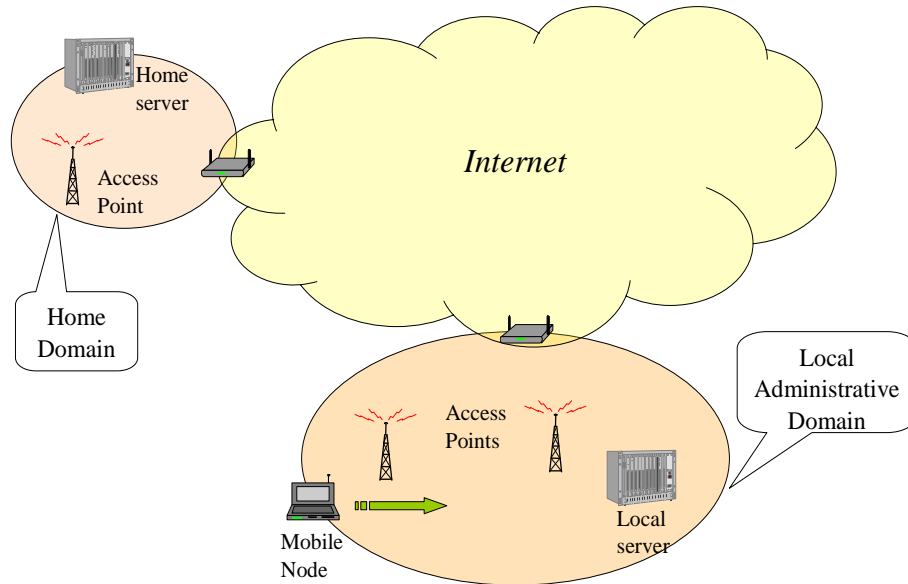 Home
server
Access
Point
Internet
Home
Domain
Local
Administrative
Domain
Access
Points
Mobile
Node
Local
server